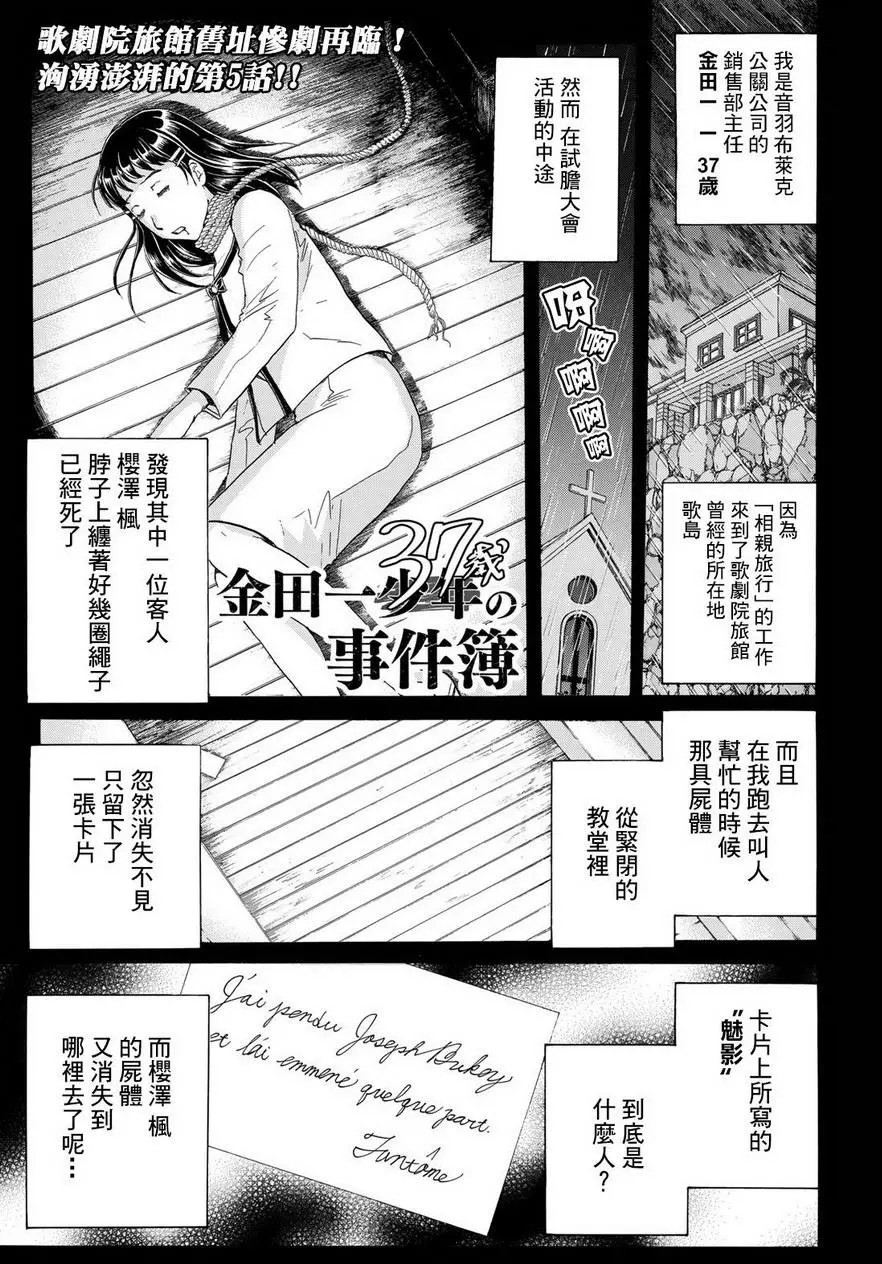 歌劇院旅館舊址慘劇再臨！
洶湧澎湃的第5話!!
我是音羽布萊克
公關公司的
銷售部主任
金田一 一 37歲
因為
「相親旅行」的工作
來到了歌劇院旅館
曾經的所在地
歌島
然而 在試膽大會
活動的中途
呀啊啊啊啊啊
發現其中一位客人
櫻澤 楓
脖子上纏著好幾圈繩子
已經死了
37歲
金田一少年の
事件簿
而且
在我跑去叫人
幫忙的時候
那具屍體
從緊閉的
教堂裡
忽然消失不見
只留下了
一張卡片
卡片上所寫的
"魅影"
到底是
什麼人？
J'ai pendu Joseph Bukey
et lái emmené quelque part.
Fantôme
而櫻澤 楓
的屍體
又消失到
哪裡去了呢…